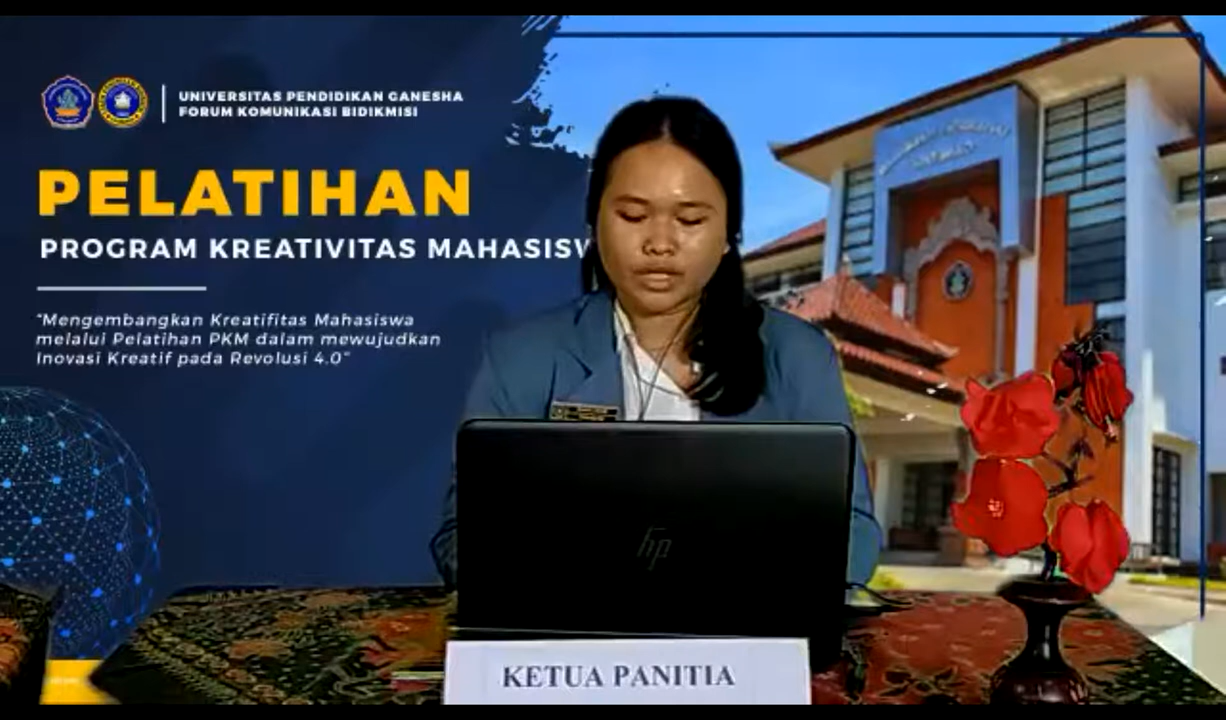 UNIVERSITAS PENDIDIKAN GANESHA
FORUM KOMUNIKASI BIDIKMISI
PELATIHAN
PROGRAM KREATIVITAS MAHASISW
"Mengembangkan Kreatifitas Mahasiswa
melalui Pelatihan PKM dalam mewujudkan
Inovasi Kreatif pada Revolusi 4.0"
hp
KETUA PANITIA